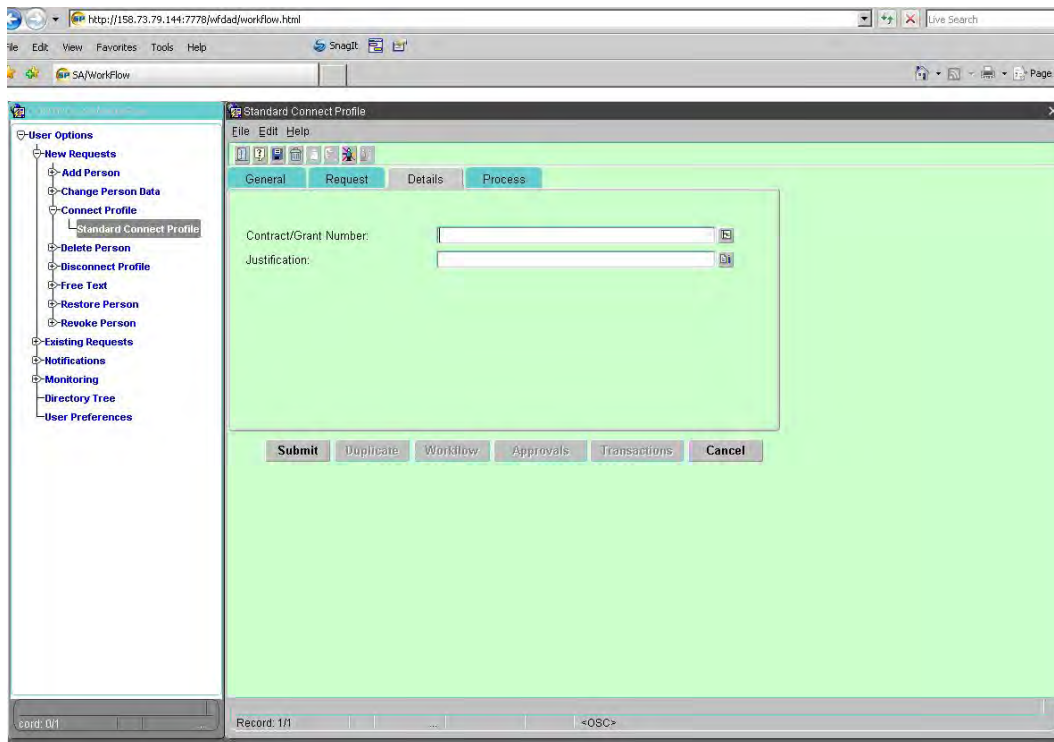 http://158.73.79.144:7778/wfdad/workflow.html
Live Search
File Edit View Favorites Tools Help
SnagIt
SA/WorkFlow
Page
Standard Connect Profile
File Edit Help
General Request Details Process
Contract/Grant Number:
Justification:
Submit Duplicate Workflow Approvals Transactions Cancel
User Options
New Requests
Add Person
Change Person Data
Connect Profile
Standard Connect Profile
Delete Person
Disconnect Profile
Free Text
Restore Person
Revoke Person
Existing Requests
Notifications
Monitoring
Directory Tree
User Preferences
cord: 0/1 ...
Record: 1/1 ... <OSC>